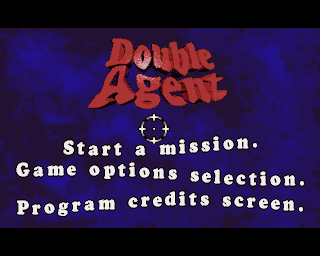 Double
Agent
Start a mission.
Game options selection.
Program credits screen.